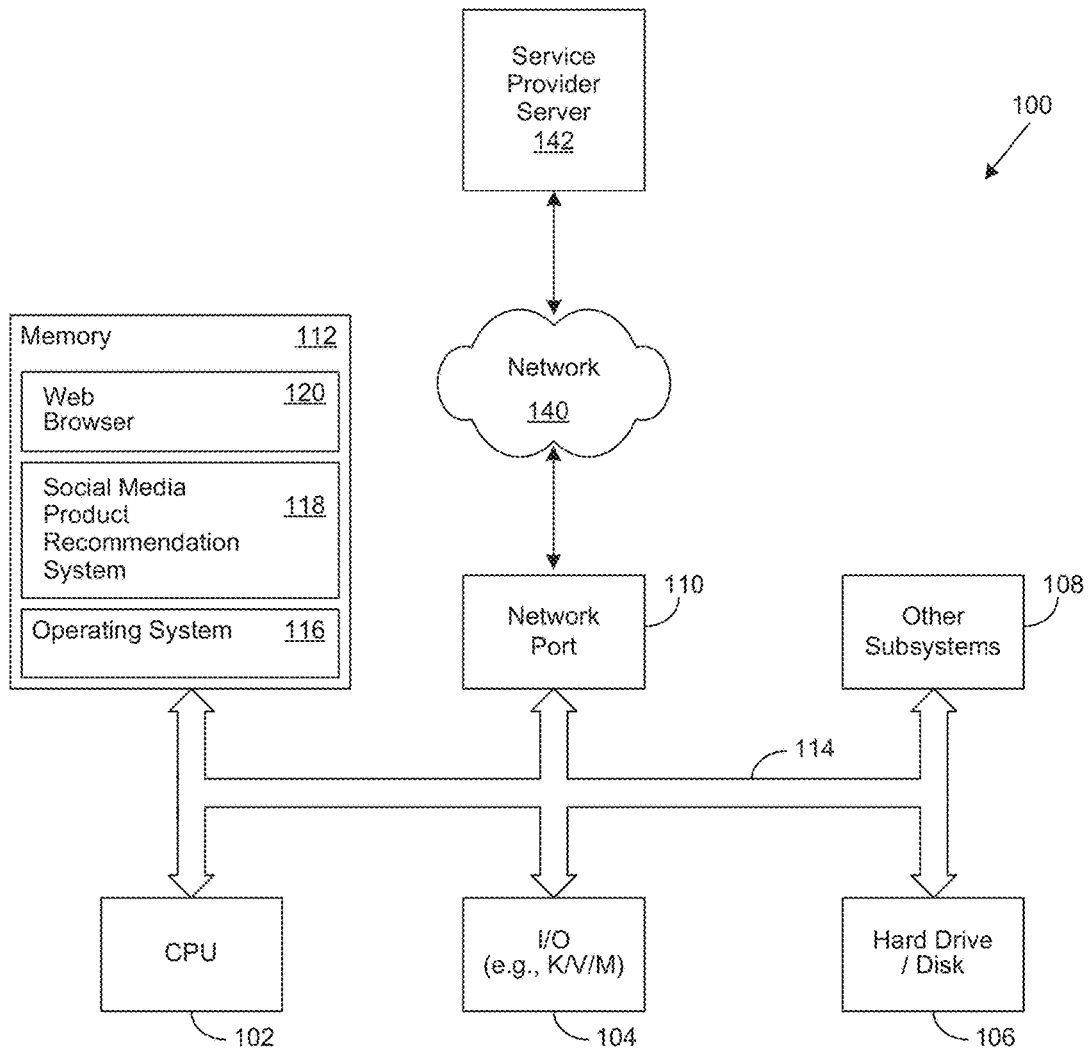 Service
Provider
Server
142
100
Memory 112
Web
Browser
120
Social Media
Product
Recommendation
System
118
Operating System 116
Network
140
Network
Port
110
Other
Subsystems
108
114
CPU
102
I/O
(e.g., K/V/M)
104
Hard Drive
/ Disk
106